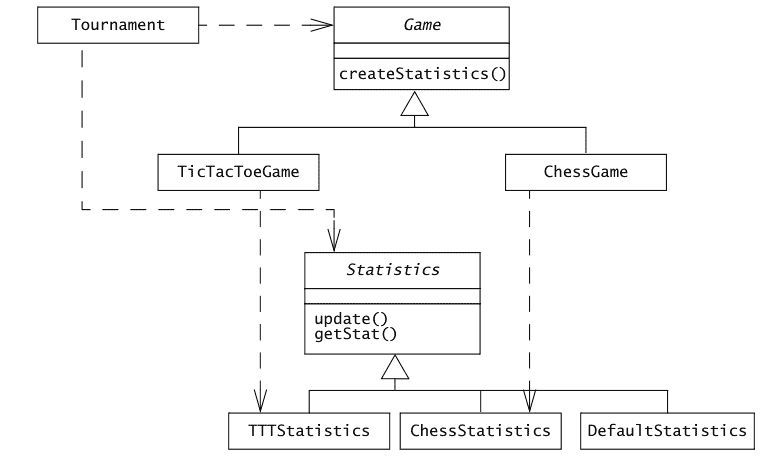 Tournament
Game
createStatistics()
TicTacToeGame
ChessGame
Statistics
update()
getStat()
TTTStatistics
ChessStatistics
DefaultStatistics